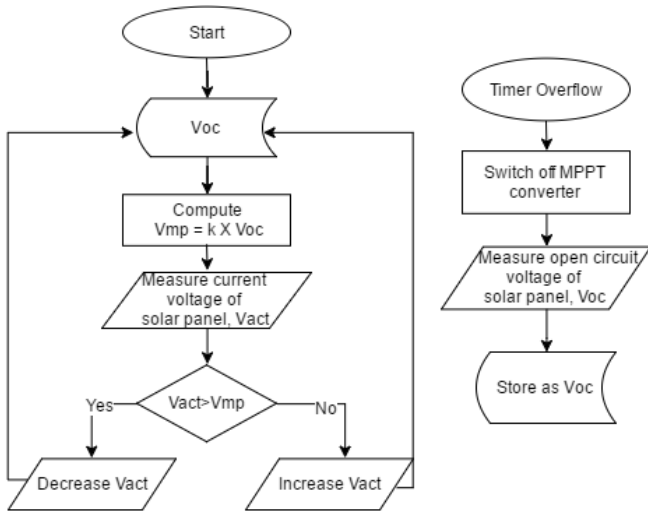 Start
Voc
Compute
Vmp = k X Voc
Measure current
voltage of
solar panel, Vact
Vact>Vmp
Yes
No
Decrease Vact
Increase Vact
Timer Overflow
Switch off MPPT
converter
Measure open circuit
voltage of
solar panel, Voc
Store as Voc